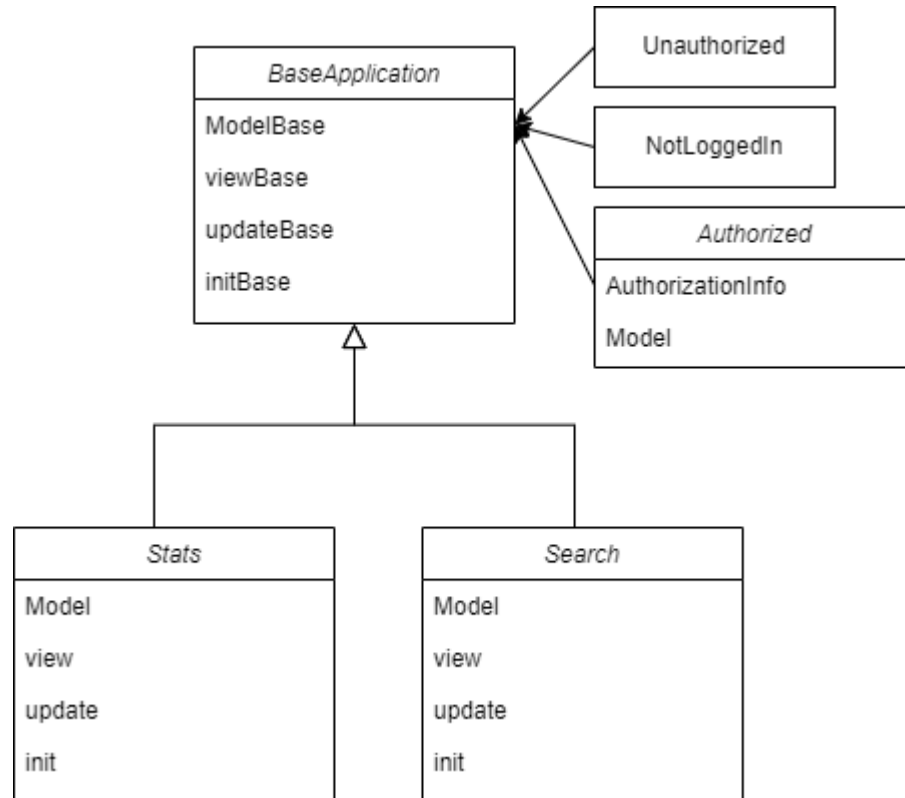 BaseApplication
ModelBase
viewBase
updateBase
initBase
Unauthorized
NotLoggedIn
Authorized
AuthorizationInfo
Model
Stats
Model
view
update
init
Search
Model
view
update
init